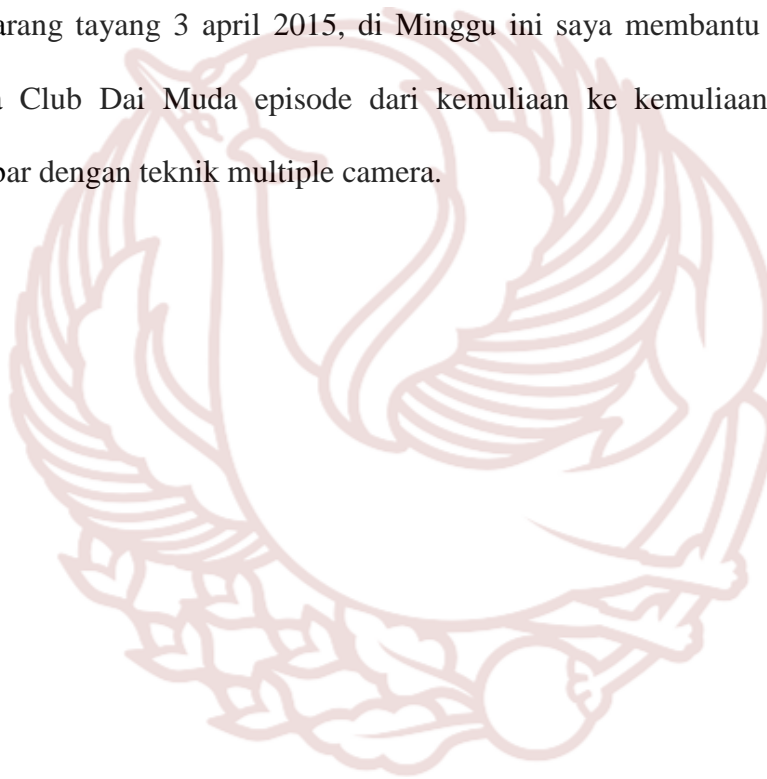 arang tayang 3 april 2015, di Minggu ini saya membantu
Club Dai Muda episode dari kemuliaan ke kemuliaan
bar dengan teknik multiple camera.